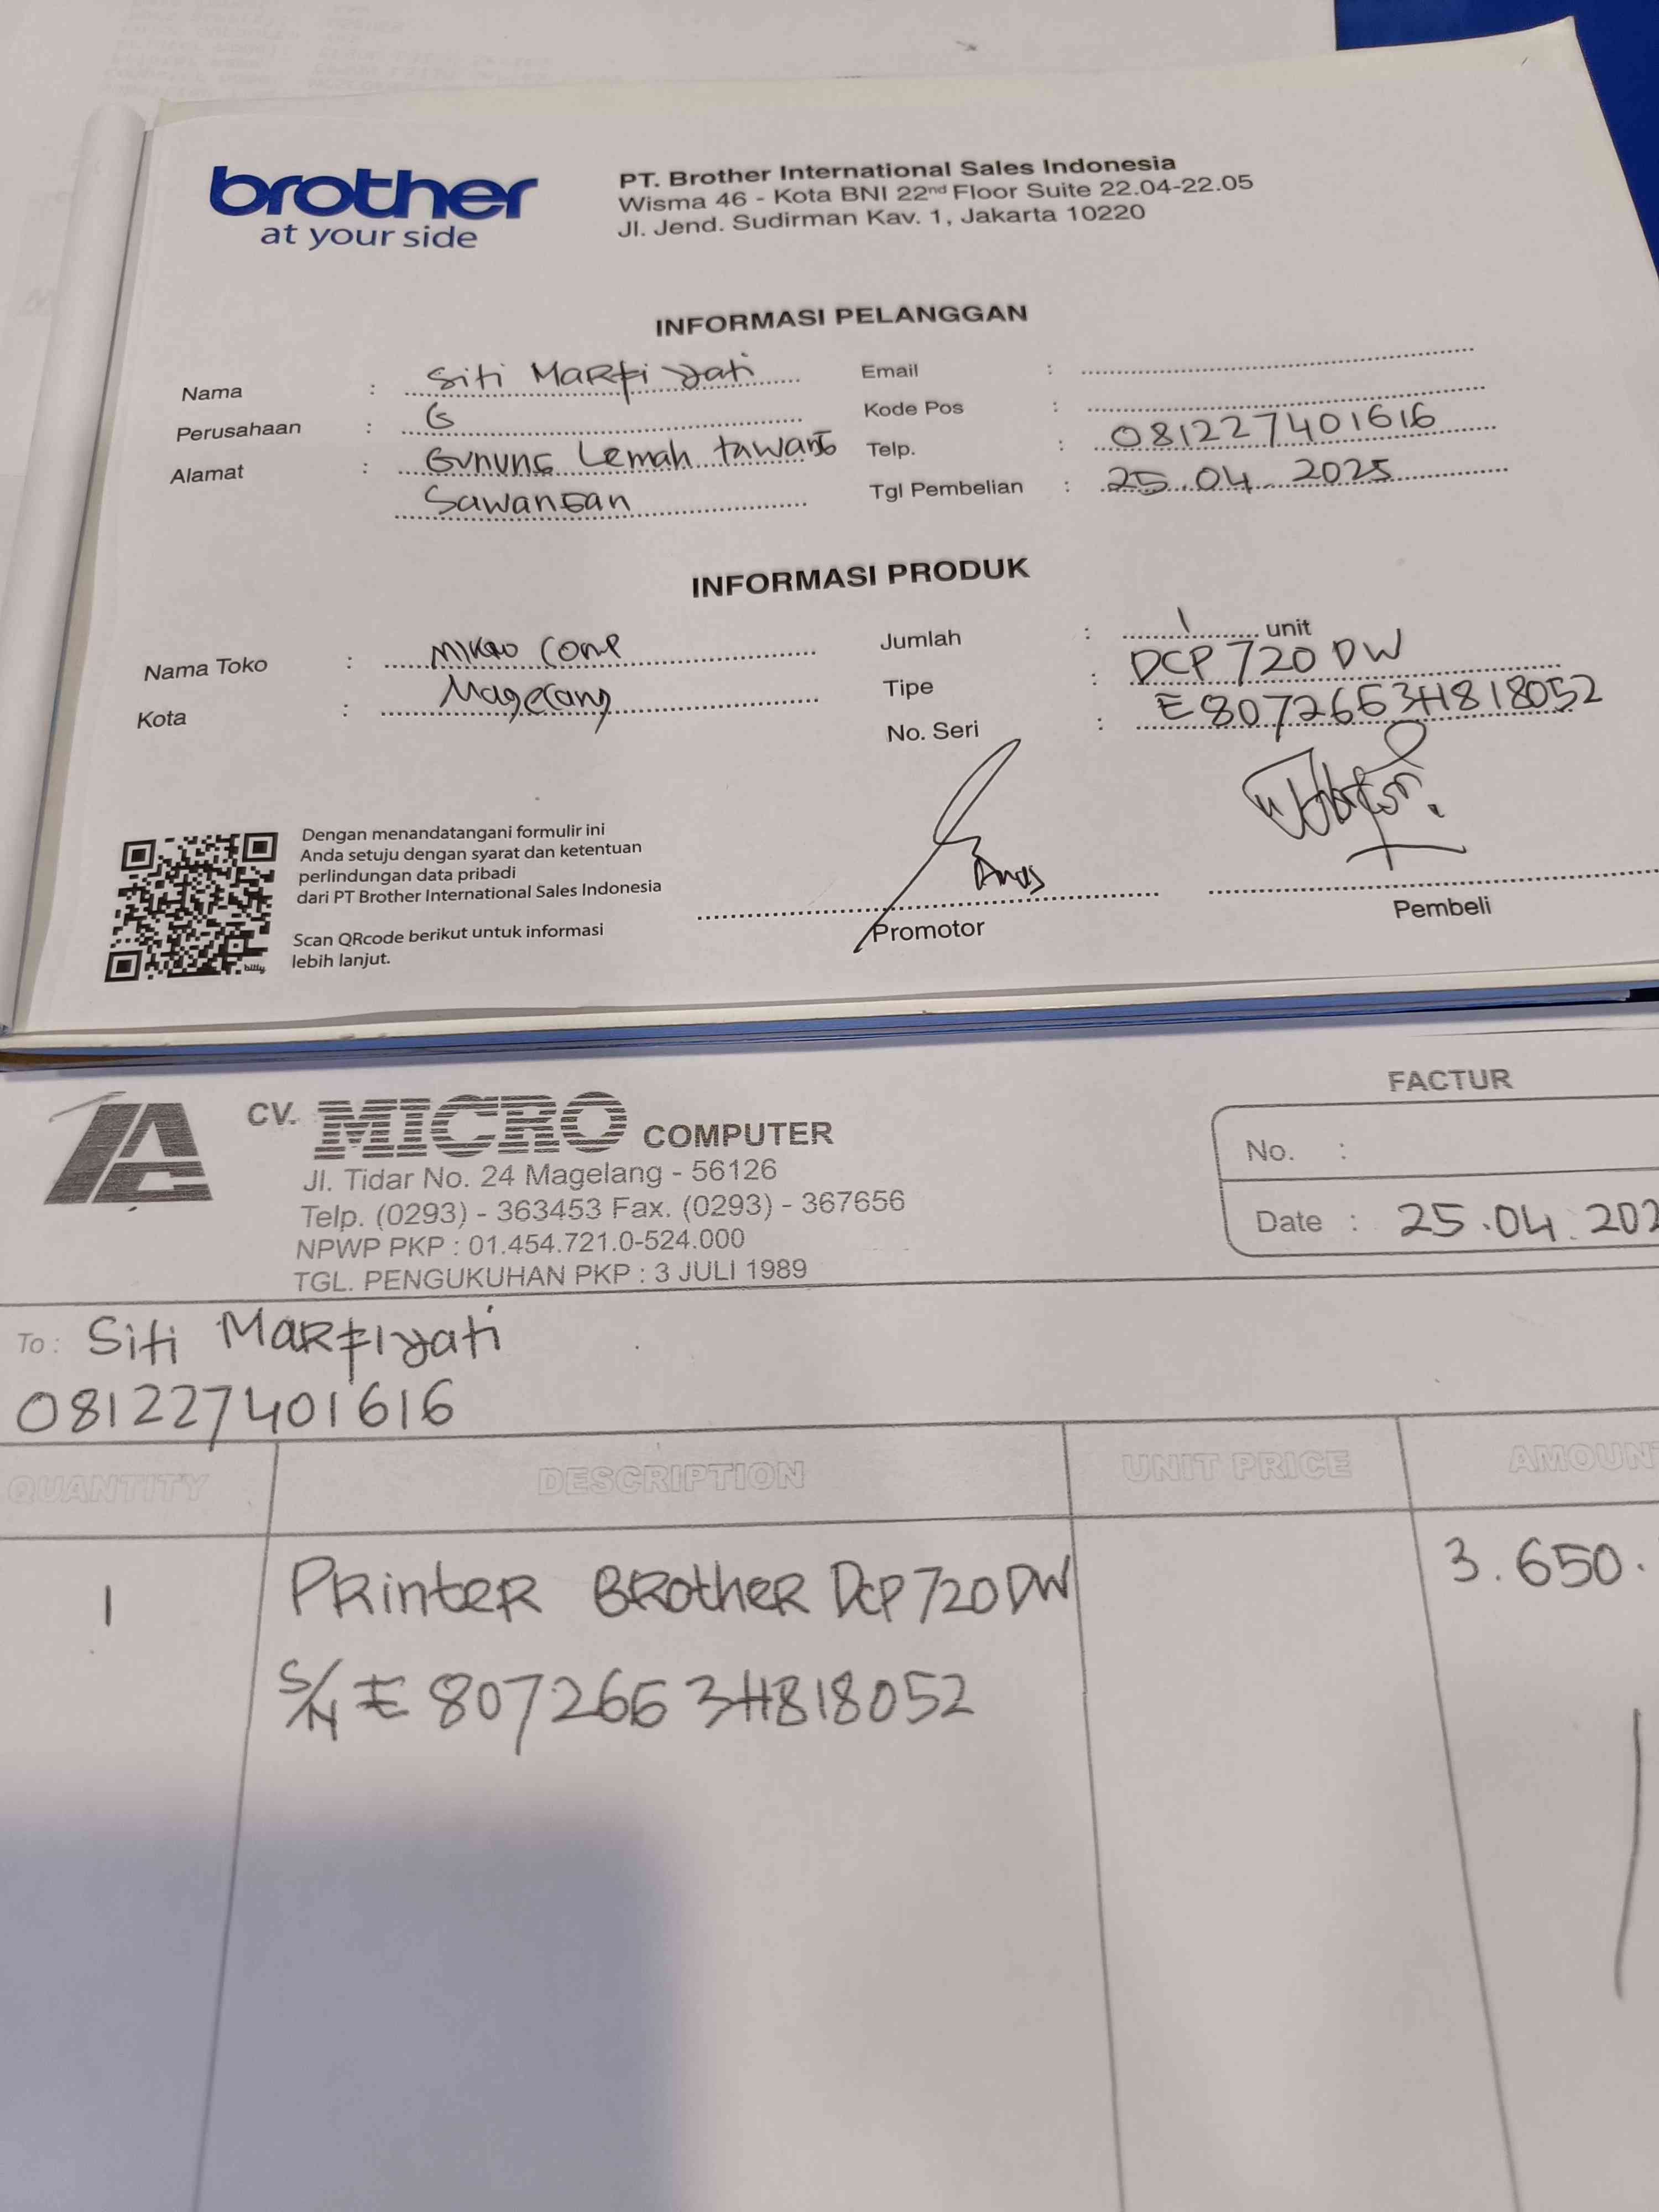 brother
at your side
PT. Brother International Sales Indonesia
Wisma 46 - Kota BNI 22nd Floor Suite 22.04-22.05
Jl. Jend. Sudirman Kav. 1, Jakarta 10220
INFORMASI PELANGGAN
Nama : Siti Marfiyati
Perusahaan : G
Alamat : Gunung Lemah tawang
Sawangan
Email :
Kode Pos :
Telp. : 081227401616
Tgl Pembelian : 25.04.2025
INFORMASI PRODUK
Nama Toko : Mikro Comp
Kota : Magelang
Jumlah : 1 unit
Tipe : DCP 720 DW
No. Seri : E8072663H818052
Dengan menandatangani formulir ini
Anda setuju dengan syarat dan ketentuan
perlindungan data pribadi
dari PT Brother International Sales Indonesia
Scan QRcode berikut untuk informasi
lebih lanjut.
bitly
Promotor
Pembeli
CV. MICRO COMPUTER
Jl. Tidar No. 24 Magelang - 56126
Telp. (0293) - 363453 Fax. (0293) - 367656
NPWP PKP : 01.454.721.0-524.000
TGL. PENGUKUHAN PKP : 3 JULI 1989
FACTUR
No. :
Date : 25.04.202
To : Siti Marfiyati
081227401616
QUANTITY DESCRIPTION UNIT PRICE AMOUN
1 Printer Brother DCP 720 DW 3.650.
S/N E8072663H818052